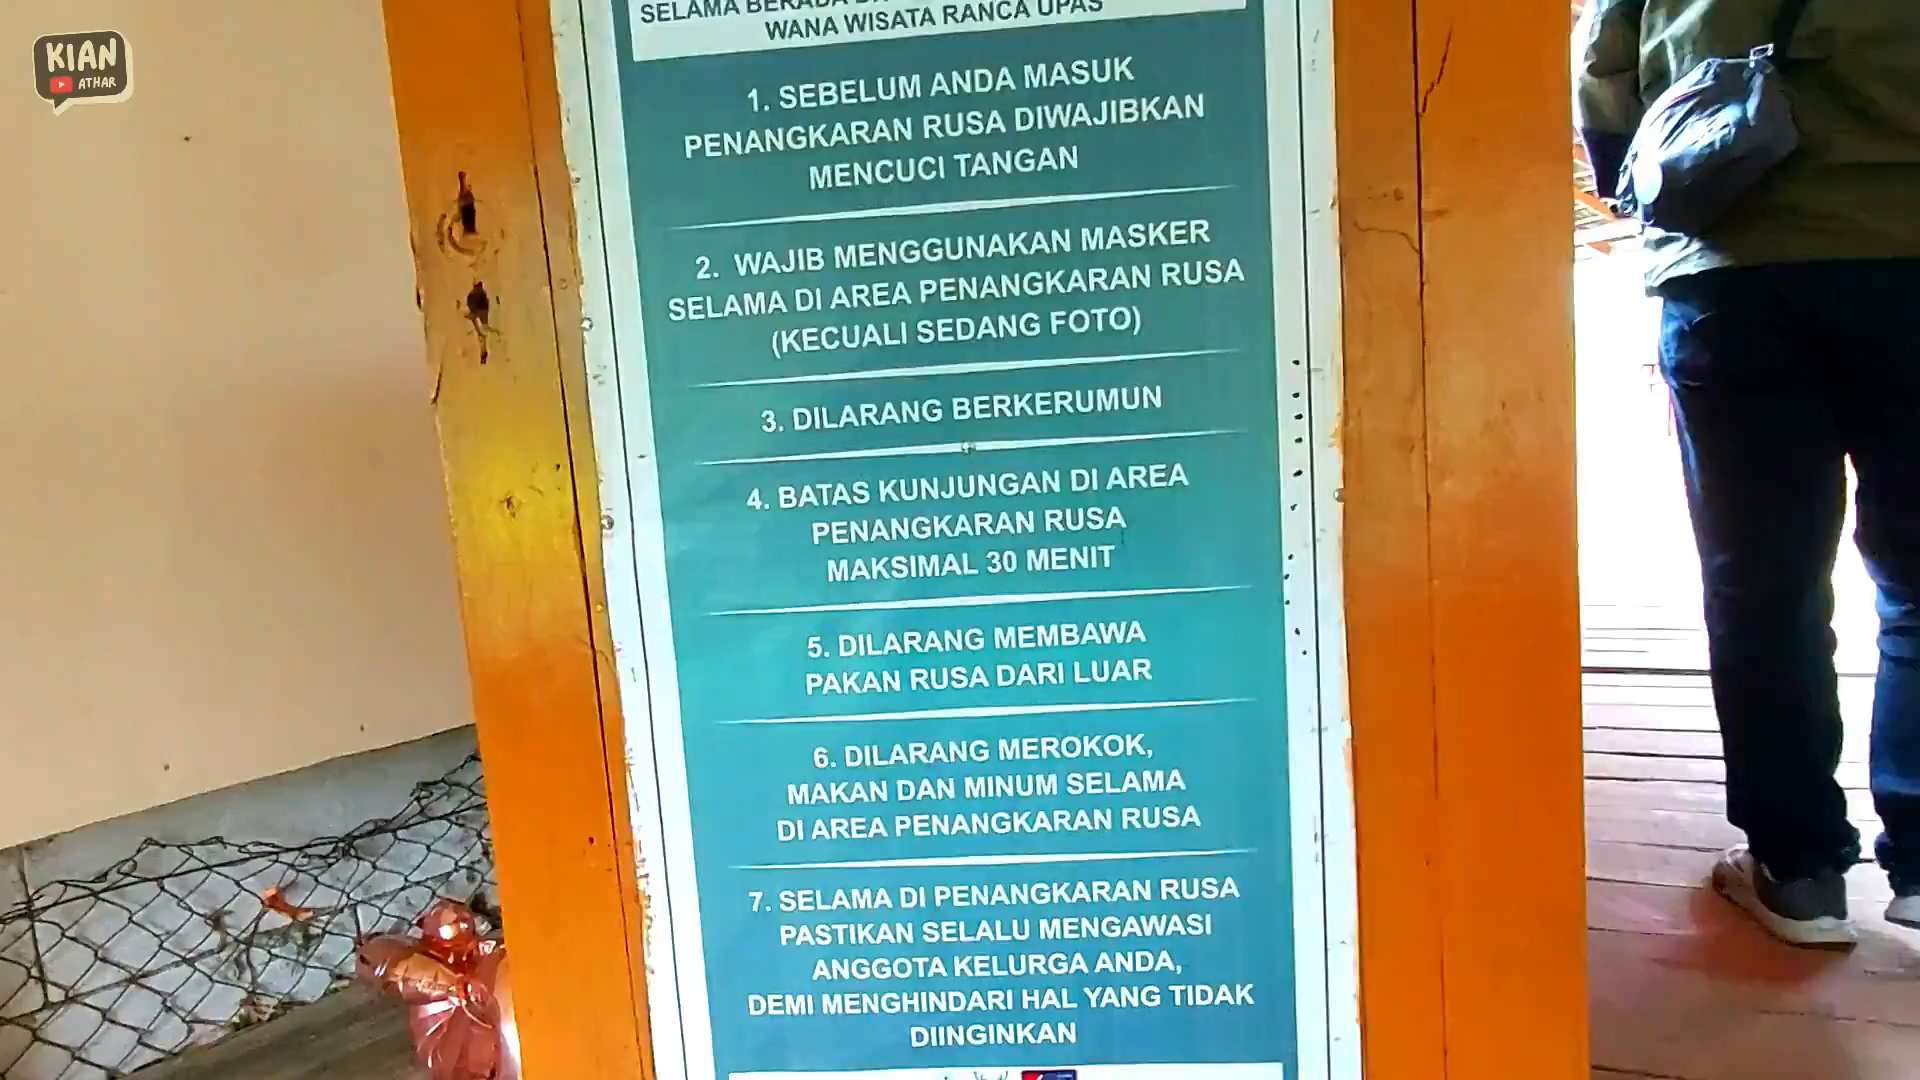 KIAN
ATHAR
SELAMA BERADA
WANA WISATA RANCA UPAS
1. SEBELUM ANDA MASUK
PENANGKARAN RUSA DIWAJIBKAN
MENCUCI TANGAN
2. WAJIB MENGGUNAKAN MASKER
SELAMA DI AREA PENANGKARAN RUSA
(KECUALI SEDANG FOTO)
3. DILARANG BERKERUMUN
4. BATAS KUNJUNGAN DI AREA
PENANGKARAN RUSA
MAKSIMAL 30 MENIT
5. DILARANG MEMBAWA
PAKAN RUSA DARI LUAR
6. DILARANG MEROKOK,
MAKAN DAN MINUM SELAMA
DI AREA PENANGKARAN RUSA
7. SELAMA DI PENANGKARAN RUSA
PASTIKAN SELALU MENGAWASI
ANGGOTA KELURGA ANDA,
DEMI MENGHINDARI HAL YANG TIDAK
DIINGINKAN